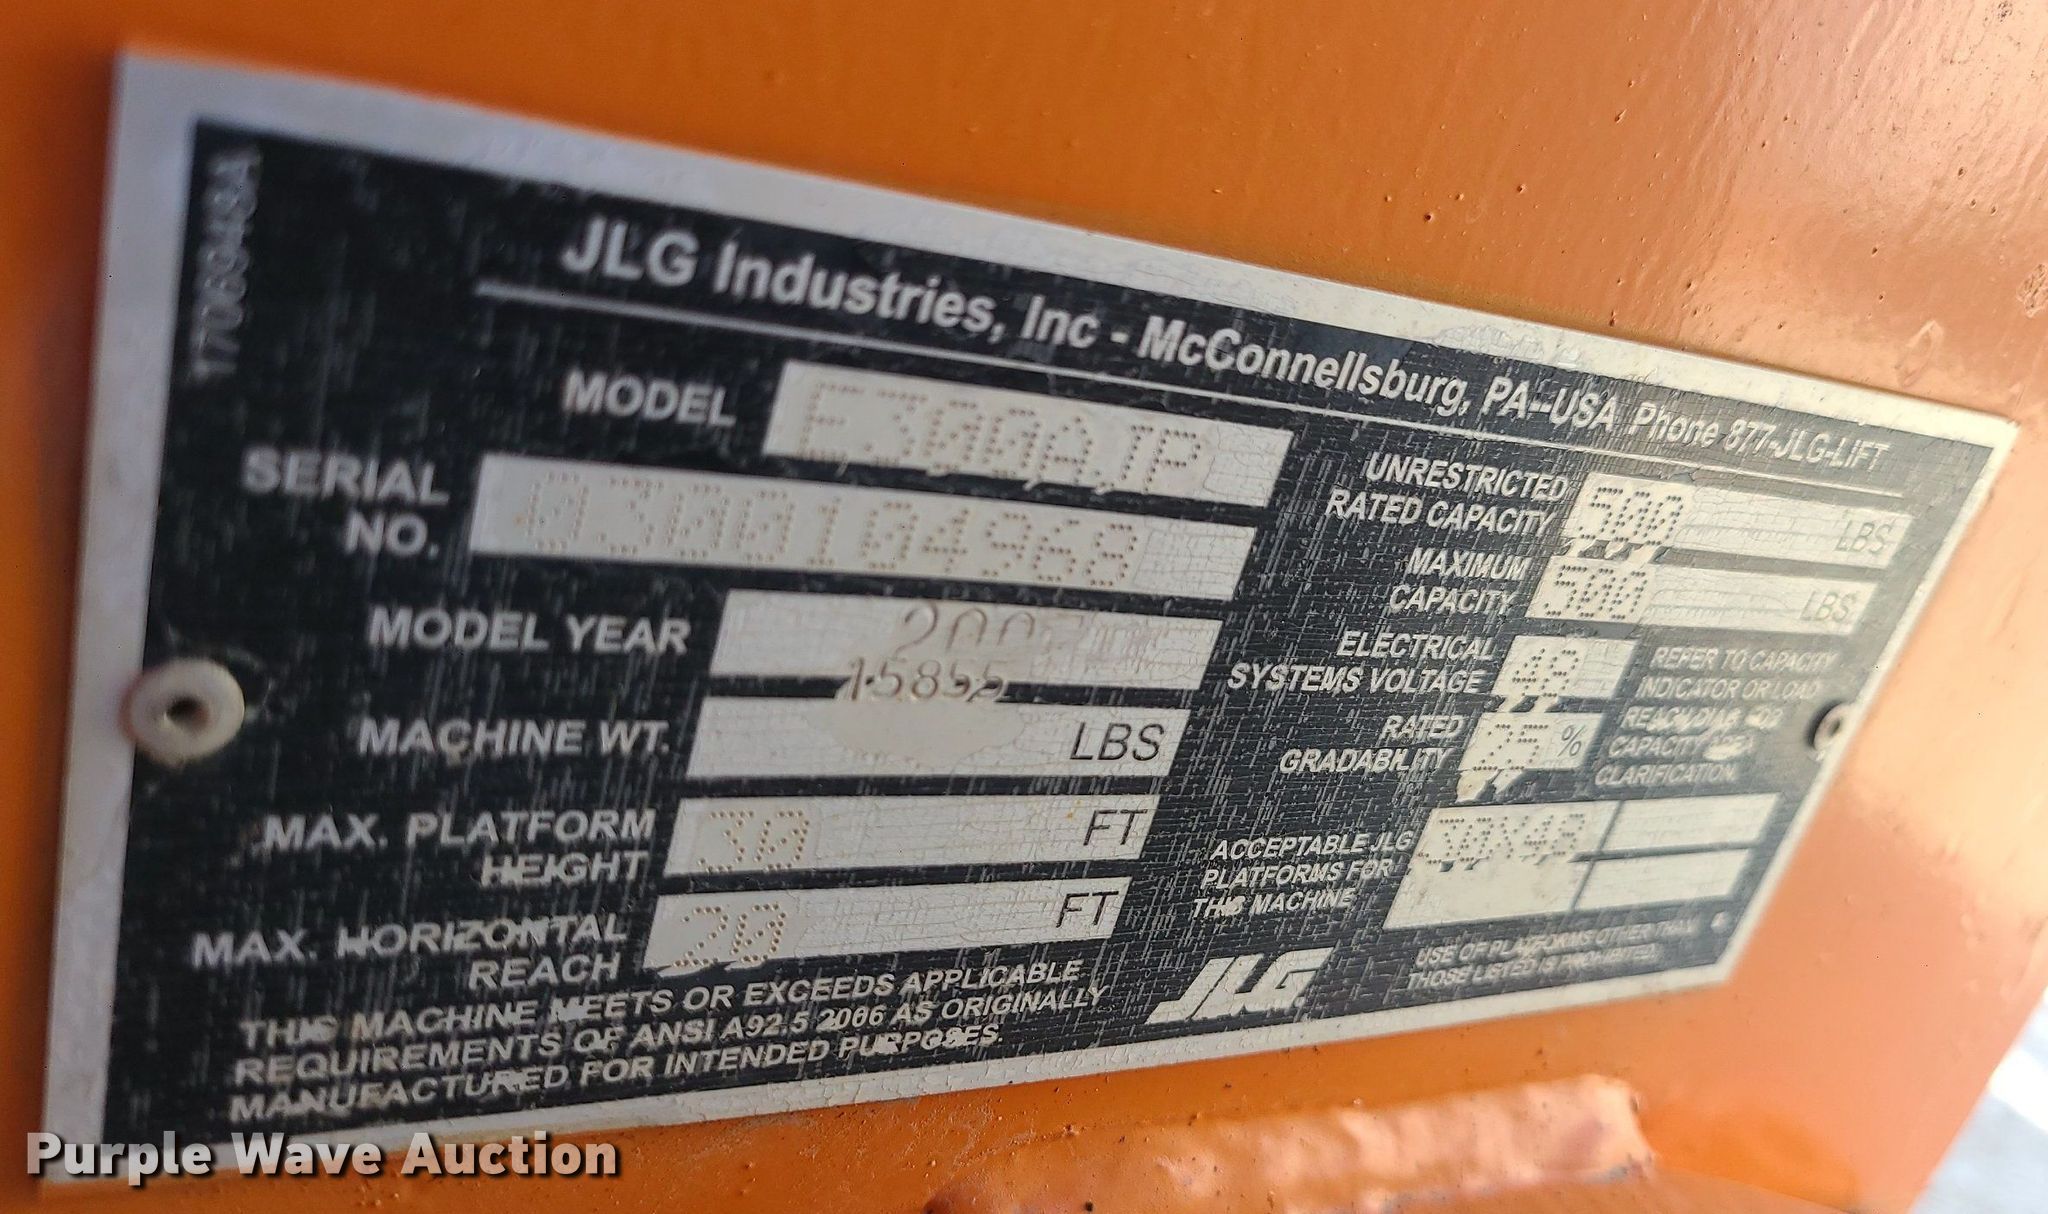 1706948A
JLG Industries, Inc - McConnellsburg, PA--USA Phone 877-JLG-LIFT
MODEL E300AJP
SERIAL NO. 0300104968
MODEL YEAR
MACHINE WT. 15855 LBS
MAX. PLATFORM HEIGHT 30 FT
MAX. HORIZONTAL REACH 20 FT
THIS MACHINE MEETS OR EXCEEDS APPLICABLE
REQUIREMENTS OF ANSI A92.5 2006 AS ORIGINALLY
MANUFACTURED FOR INTENDED PURPOSES.
UNRESTRICTED
RATED CAPACITY 500 LBS
MAXIMUM
CAPACITY 500 LBS
ELECTRICAL
SYSTEMS VOLTAGE 48
RATED
GRADABILITY 25 %
REFER TO CAPACITY
INDICATOR OR LOAD
REACH
CAPACITY AREA
CLARIFICATION.
ACCEPTABLE JLG
PLATFORMS FOR
THIS MACHINE 30X48
JLG
USE OF PLATFORMS OTHER THAN
THOSE LISTED IS PROHIBITED.
Purple Wave Auction